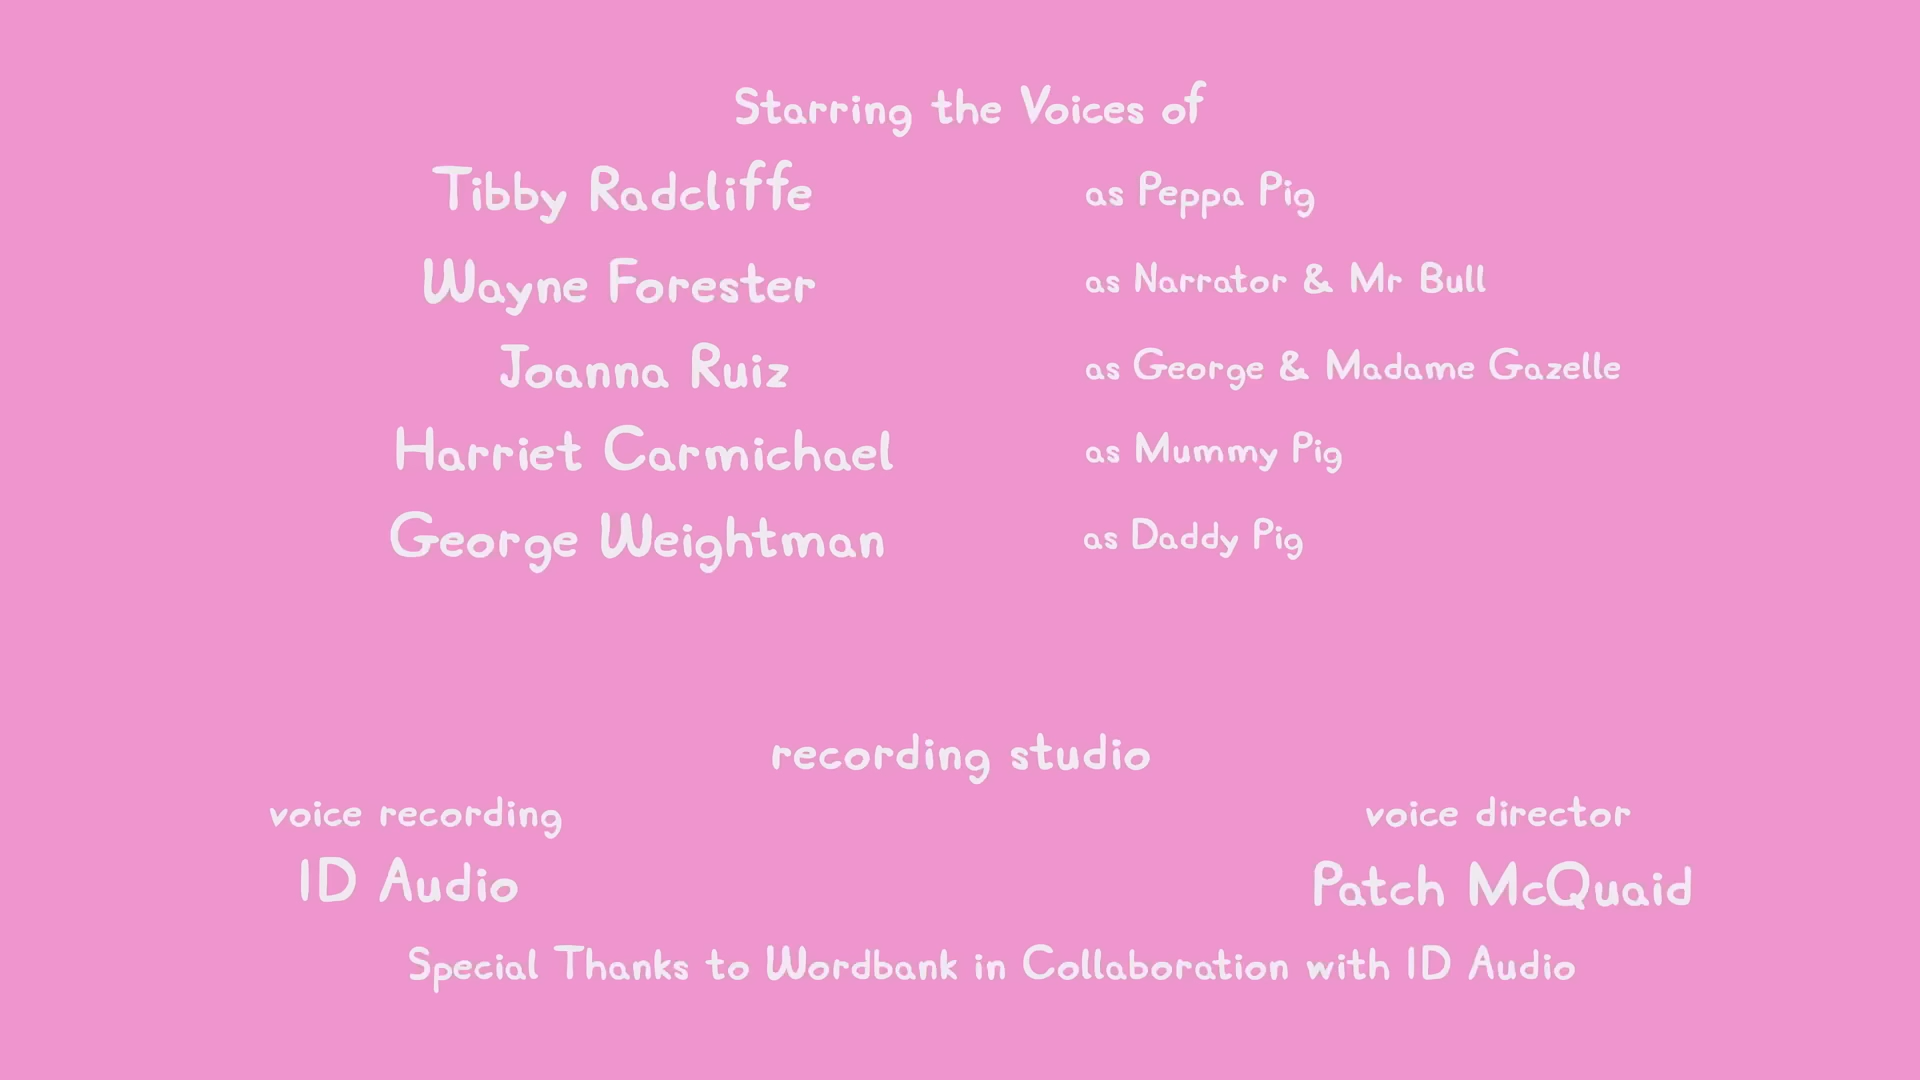 Starring the Voices of
Tibby Radcliffe as Peppa Pig
Wayne Forester as Narrator & Mr Bull
Joanna Ruiz as George & Madame Gazelle
Harriet Carmichael as Mummy Pig
George Weightman as Daddy Pig
recording studio
voice recording voice director
ID Audio Patch McQuaid
Special Thanks to Wordbank in Collaboration with ID Audio